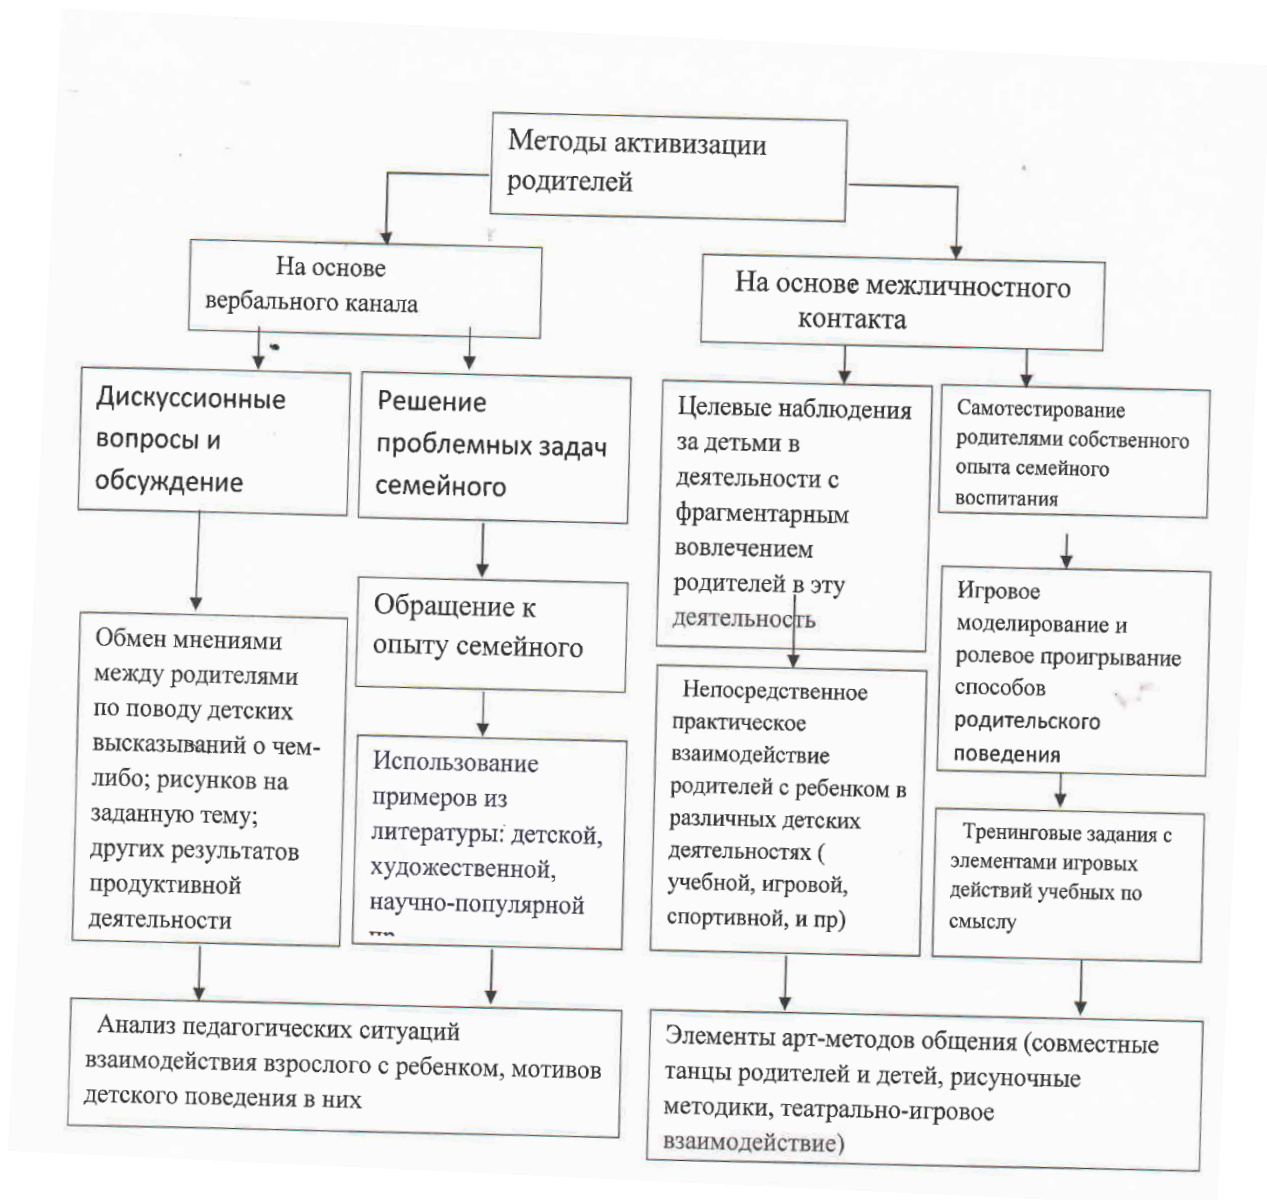 Методы активизации
родителей
На основе
вербального канала
На основе межличностного
контакта
Дискуссионные
вопросы и
обсуждение
Решение
проблемных задач
семейного
Целевые наблюдения
за детьми в
деятельности с
фрагментарным
вовлечением
родителей в эту
деятельность
Самотестирование
родителями собственного
опыта семейного
воспитания
Обмен мнениями
между родителями
по поводу детских
высказываний о чем-
либо; рисунков на
заданную тему;
других результатов
продуктивной
деятельности
Обращение к
опыту семейного
Использование
примеров из
литературы: детской,
художественной,
научно-популярной
Непосредственное
практическое
взаимодействие
родителей с ребенком в
различных детских
деятельностях (
учебной, игровой,
спортивной, и пр)
Игровое
моделирование и
ролевое проигрывание
способов
родительского
поведения
Тренинговые задания с
элементами игровых
действий учебных по
смыслу
Анализ педагогических ситуаций
взаимодействия взрослого с ребенком, мотивов
детского поведения в них
Элементы арт-методов общения (совместные
танцы родителей и детей, рисуночные
методики, театрально-игровое
взаимодействие)